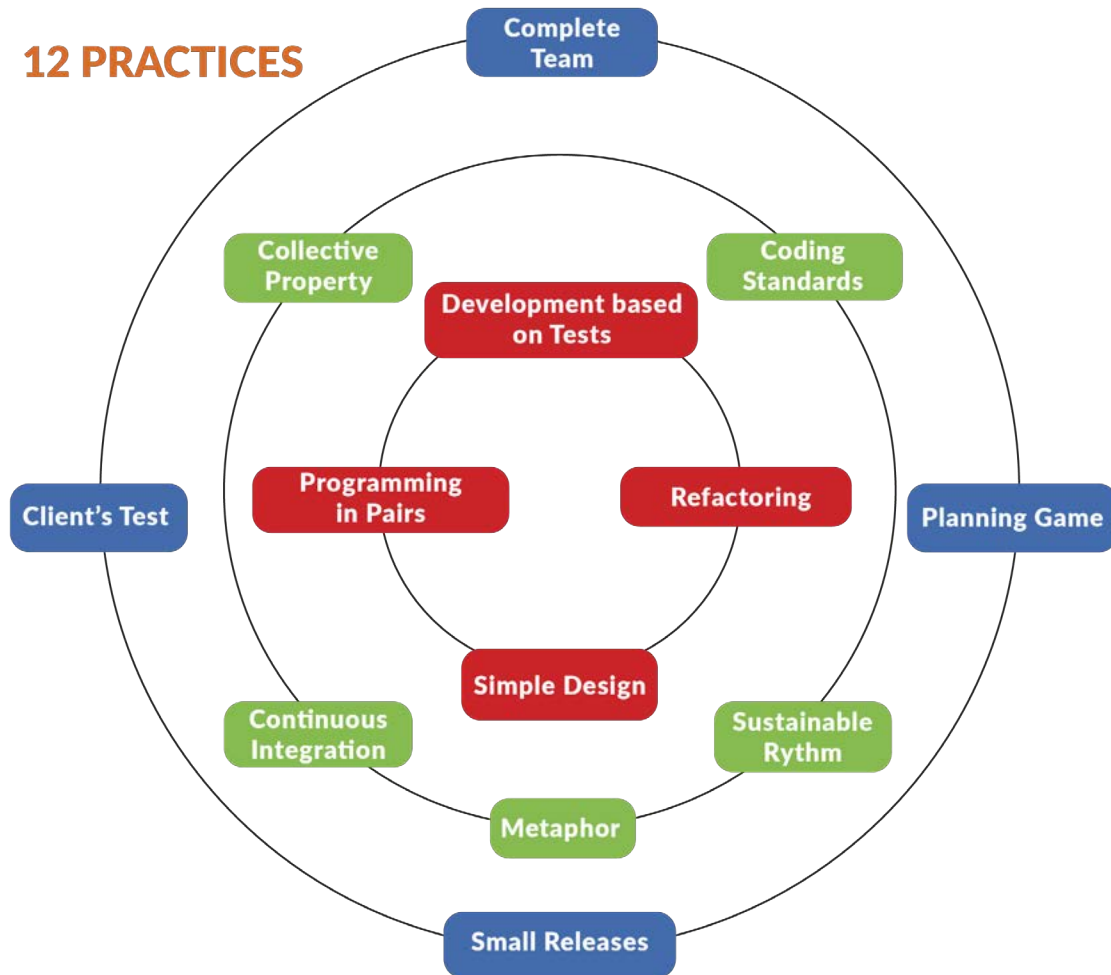 12 PRACTICES
Complete
Team
Collective
Property
Coding
Standards
Development based
on Tests
Client's Test
Programming
in Pairs
Refactoring
Planning Game
Simple Design
Continuous
Integration
Sustainable
Rythm
Metaphor
Small Releases